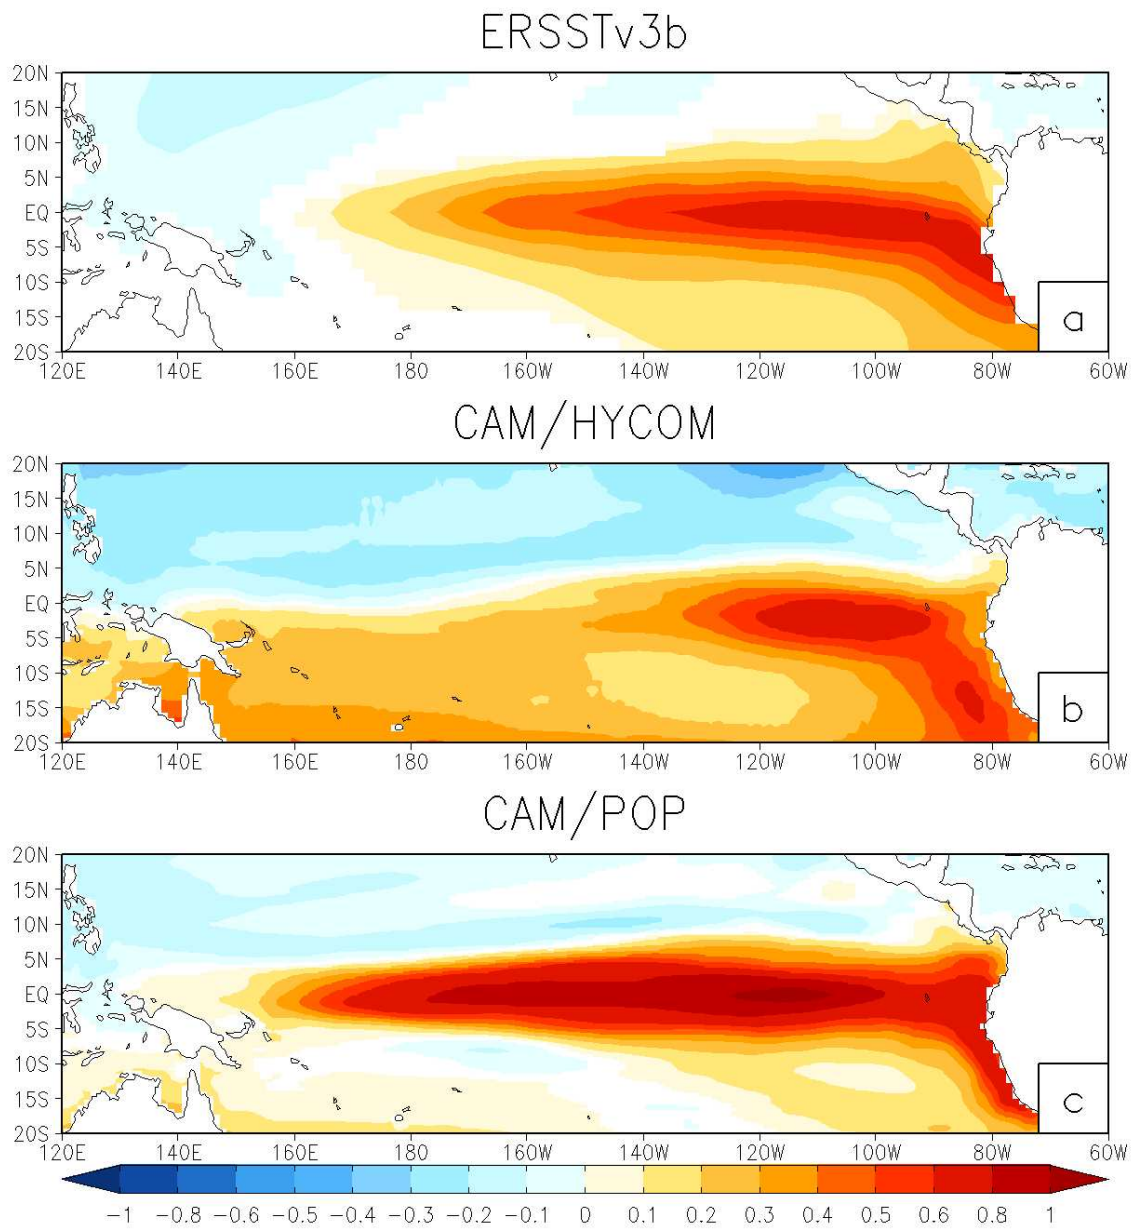 ERSSTv3b
20N
15N
10N
5N
EQ
5S
10S
15S
20S
a
120E 140E 160E 180 160W 140W 120W 100W 80W 60W
CAM/HYCOM
20N
15N
10N
5N
EQ
5S
10S
15S
20S
b
120E 140E 160E 180 160W 140W 120W 100W 80W 60W
CAM/POP
20N
15N
10N
5N
EQ
5S
10S
15S
20S
c
120E 140E 160E 180 160W 140W 120W 100W 80W 60W
-1 -0.8 -0.6 -0.5 -0.4 -0.3 -0.2 -0.1 0 0.1 0.2 0.3 0.4 0.5 0.6 0.8 1